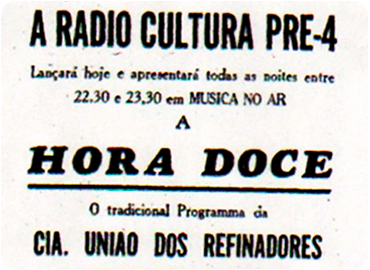 A RADIO CULTURA PRE-4
Lançará hoje e apresentará todas as noites entre
22.30 e 23,30 em MUSICA NO AR
A
HORA DOCE
O tradicional Programma da
CIA. UNIÃO DOS REFINADORES